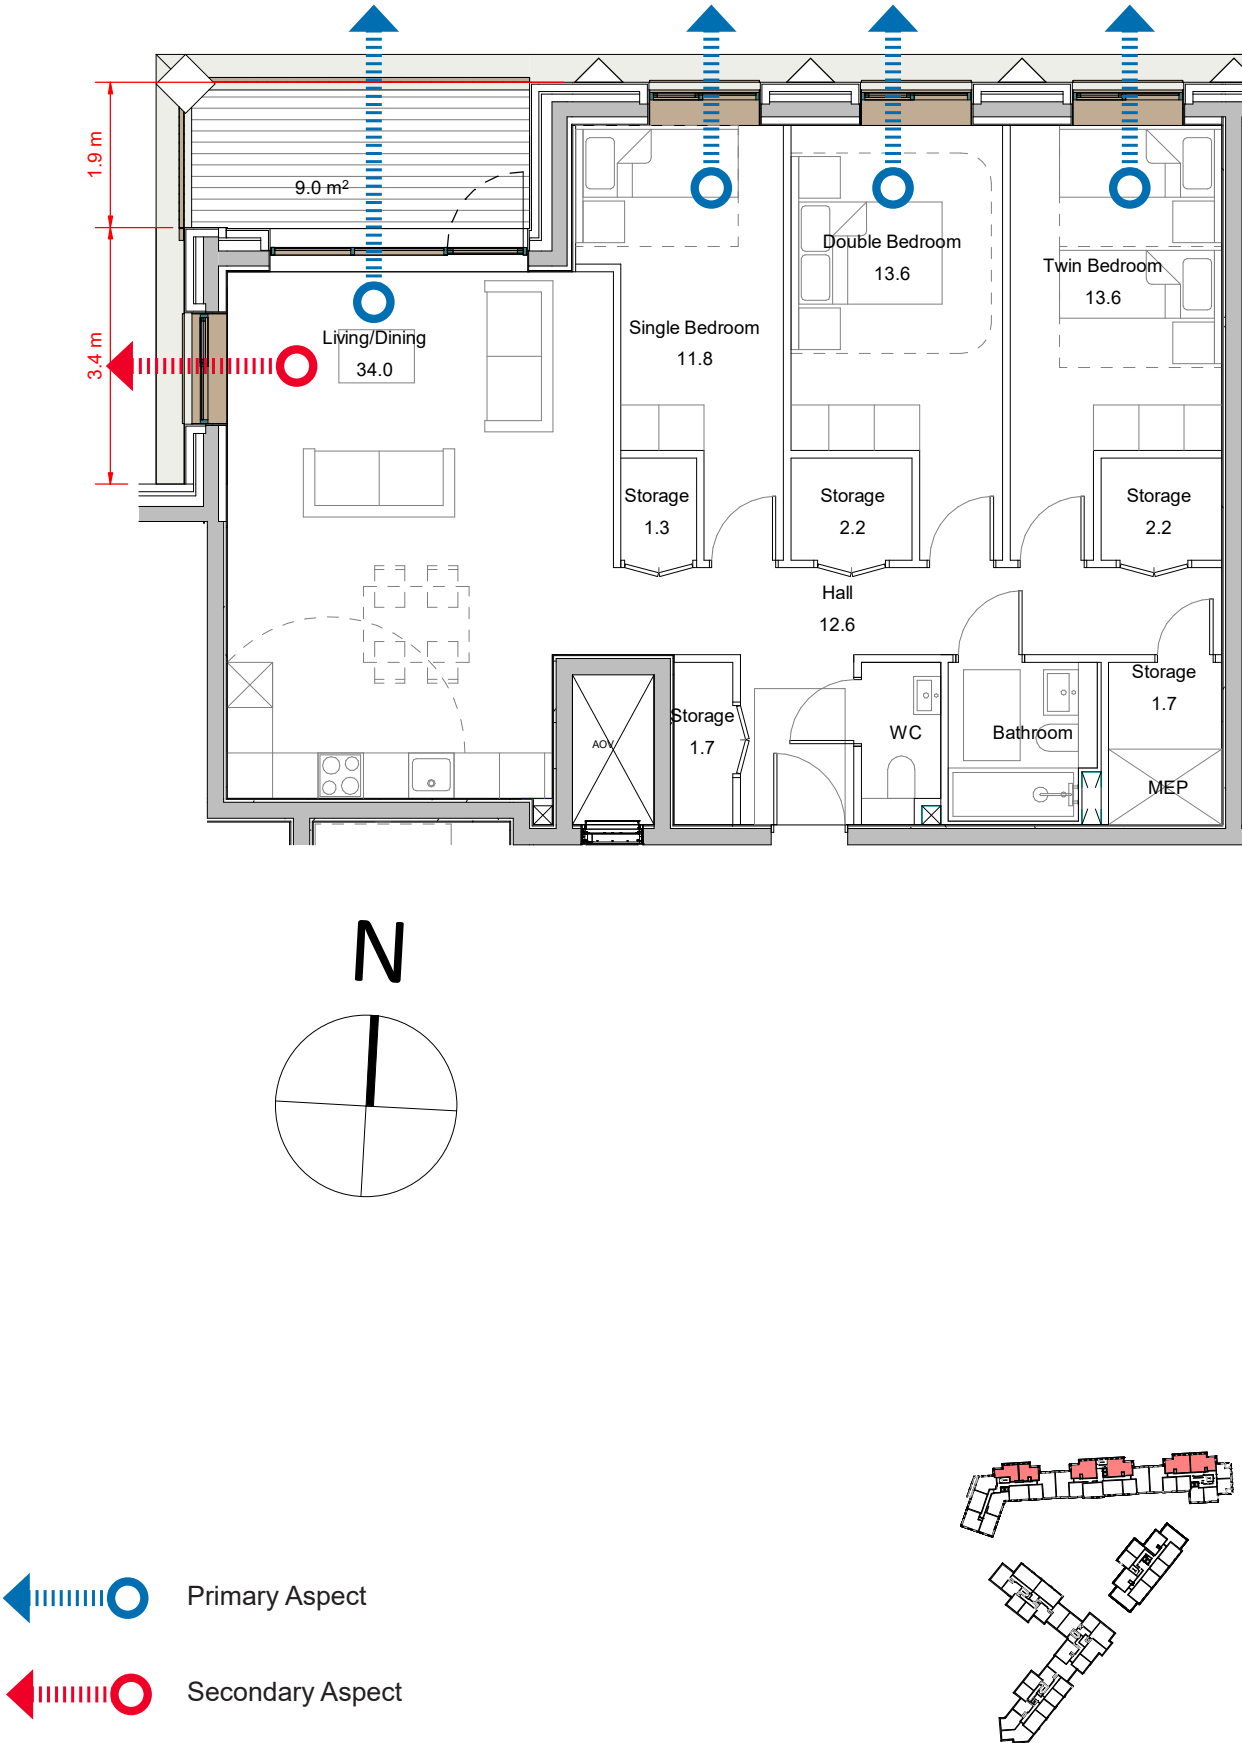 1.9 m
9.0 m²
3.4 m
Living/Dining
34.0
Single Bedroom
11.8
Double Bedroom
13.6
Twin Bedroom
13.6
Storage
1.3
Storage
2.2
Storage
2.2
Hall
12.6
Storage
1.7
AOV
WC
Bathroom
Storage
1.7
MEP
N
Primary Aspect
Secondary Aspect